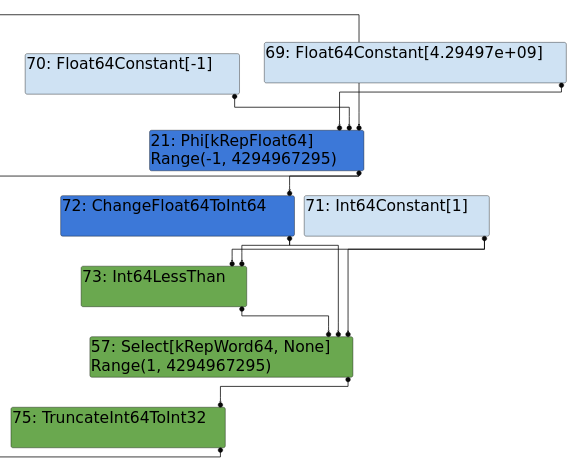 69: Float64Constant[4.29497e+09]
70: Float64Constant[-1]
21: Phi[kRepFloat64]
Range(-1, 4294967295)
72: ChangeFloat64ToInt64
71: Int64Constant[1]
73: Int64LessThan
57: Select[kRepWord64, None]
Range(1, 4294967295)
75: TruncateInt64ToInt32